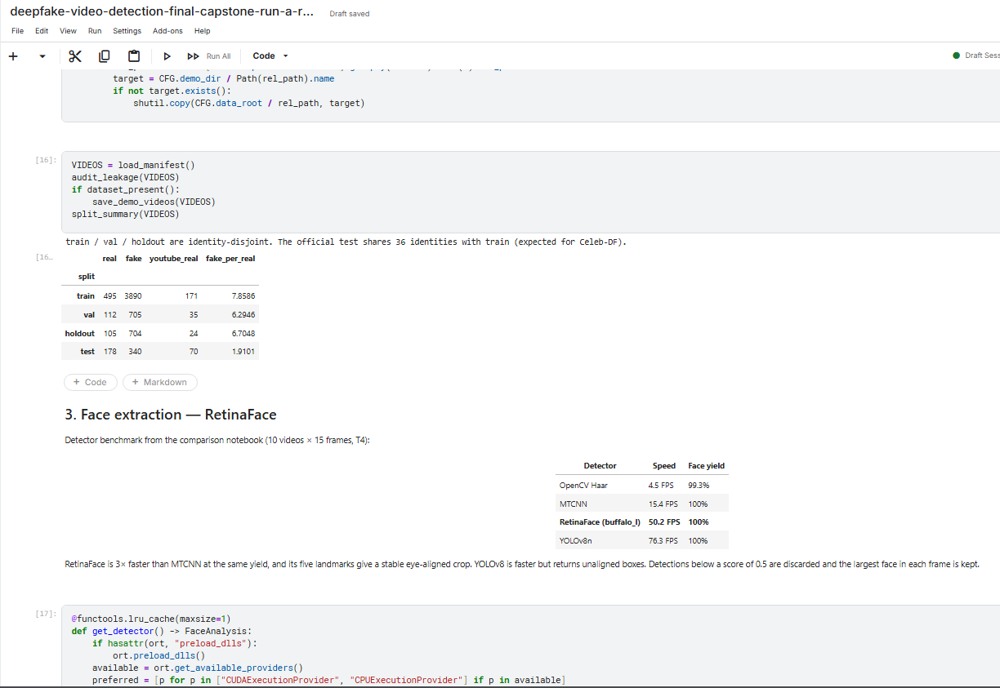 deepfake-video-detection-final-capstone-run-a-r... Draft saved
File Edit View Run Settings Add-ons Help
Run All Code Draft Sess
target = CFG.demo_dir / Path(rel_path).name
if not target.exists():
shutil.copy(CFG.data_root / rel_path, target)
[16]:
VIDEOS = load_manifest()
audit_leakage(VIDEOS)
if dataset_present():
save_demo_videos(VIDEOS)
split_summary(VIDEOS)
train / val / holdout are identity-disjoint. The official test shares 36 identities with train (expected for Celeb-DF).
[16…
real fake youtube_real fake_per_real
split
train 495 3890 171 7.8586
val 112 705 35 6.2946
holdout 105 704 24 6.7048
test 178 340 70 1.9101
+ Code + Markdown
3. Face extraction — RetinaFace
Detector benchmark from the comparison notebook (10 videos × 15 frames, T4):
Detector Speed Face yield
OpenCV Haar 4.5 FPS 99.3%
MTCNN 15.4 FPS 100%
RetinaFace (buffalo_l) 50.2 FPS 100%
YOLOv8n 76.3 FPS 100%
RetinaFace is 3× faster than MTCNN at the same yield, and its five landmarks give a stable eye-aligned crop. YOLOv8 is faster but returns unaligned boxes. Detections below a score of 0.5 are discarded and the largest face in each frame is kept.
[17]:
@functools.lru_cache(maxsize=1)
def get_detector() -> FaceAnalysis:
if hasattr(ort, "preload_dlls"):
ort.preload_dlls()
available = ort.get_available_providers()
preferred = [p for p in ["CUDAExecutionProvider", "CPUExecutionProvider"] if p in available]